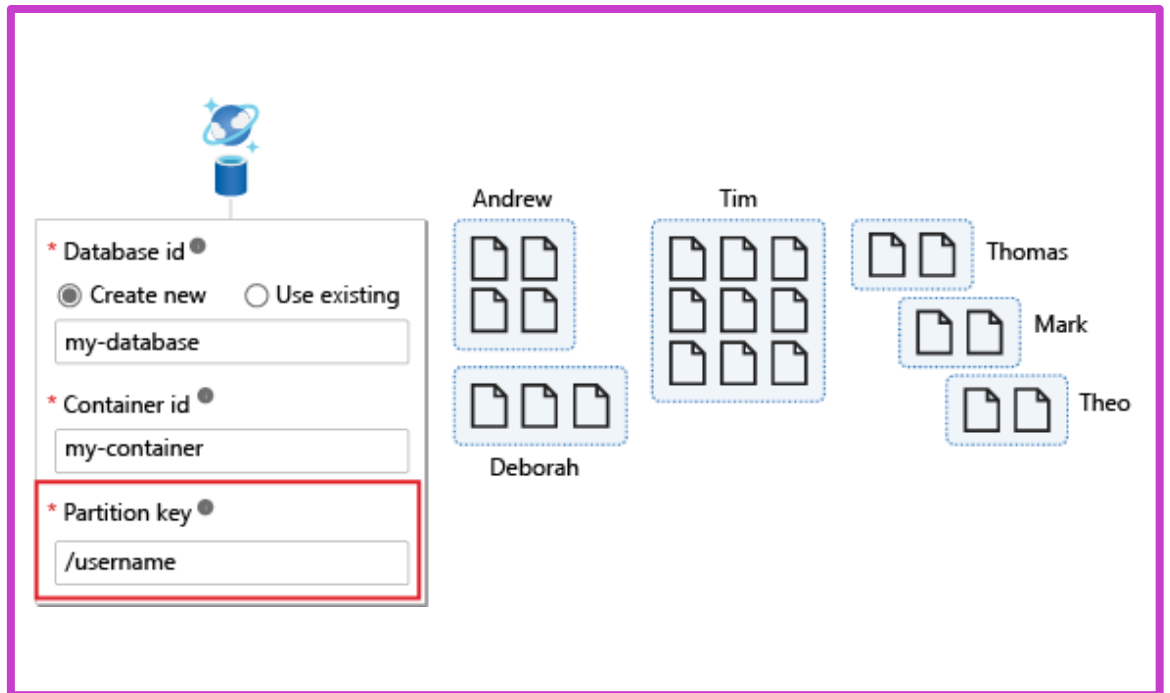 * Database id
Create new Use existing
my-database
* Container id
my-container
* Partition key
/username
Andrew
Tim
Thomas
Mark
Theo
Deborah